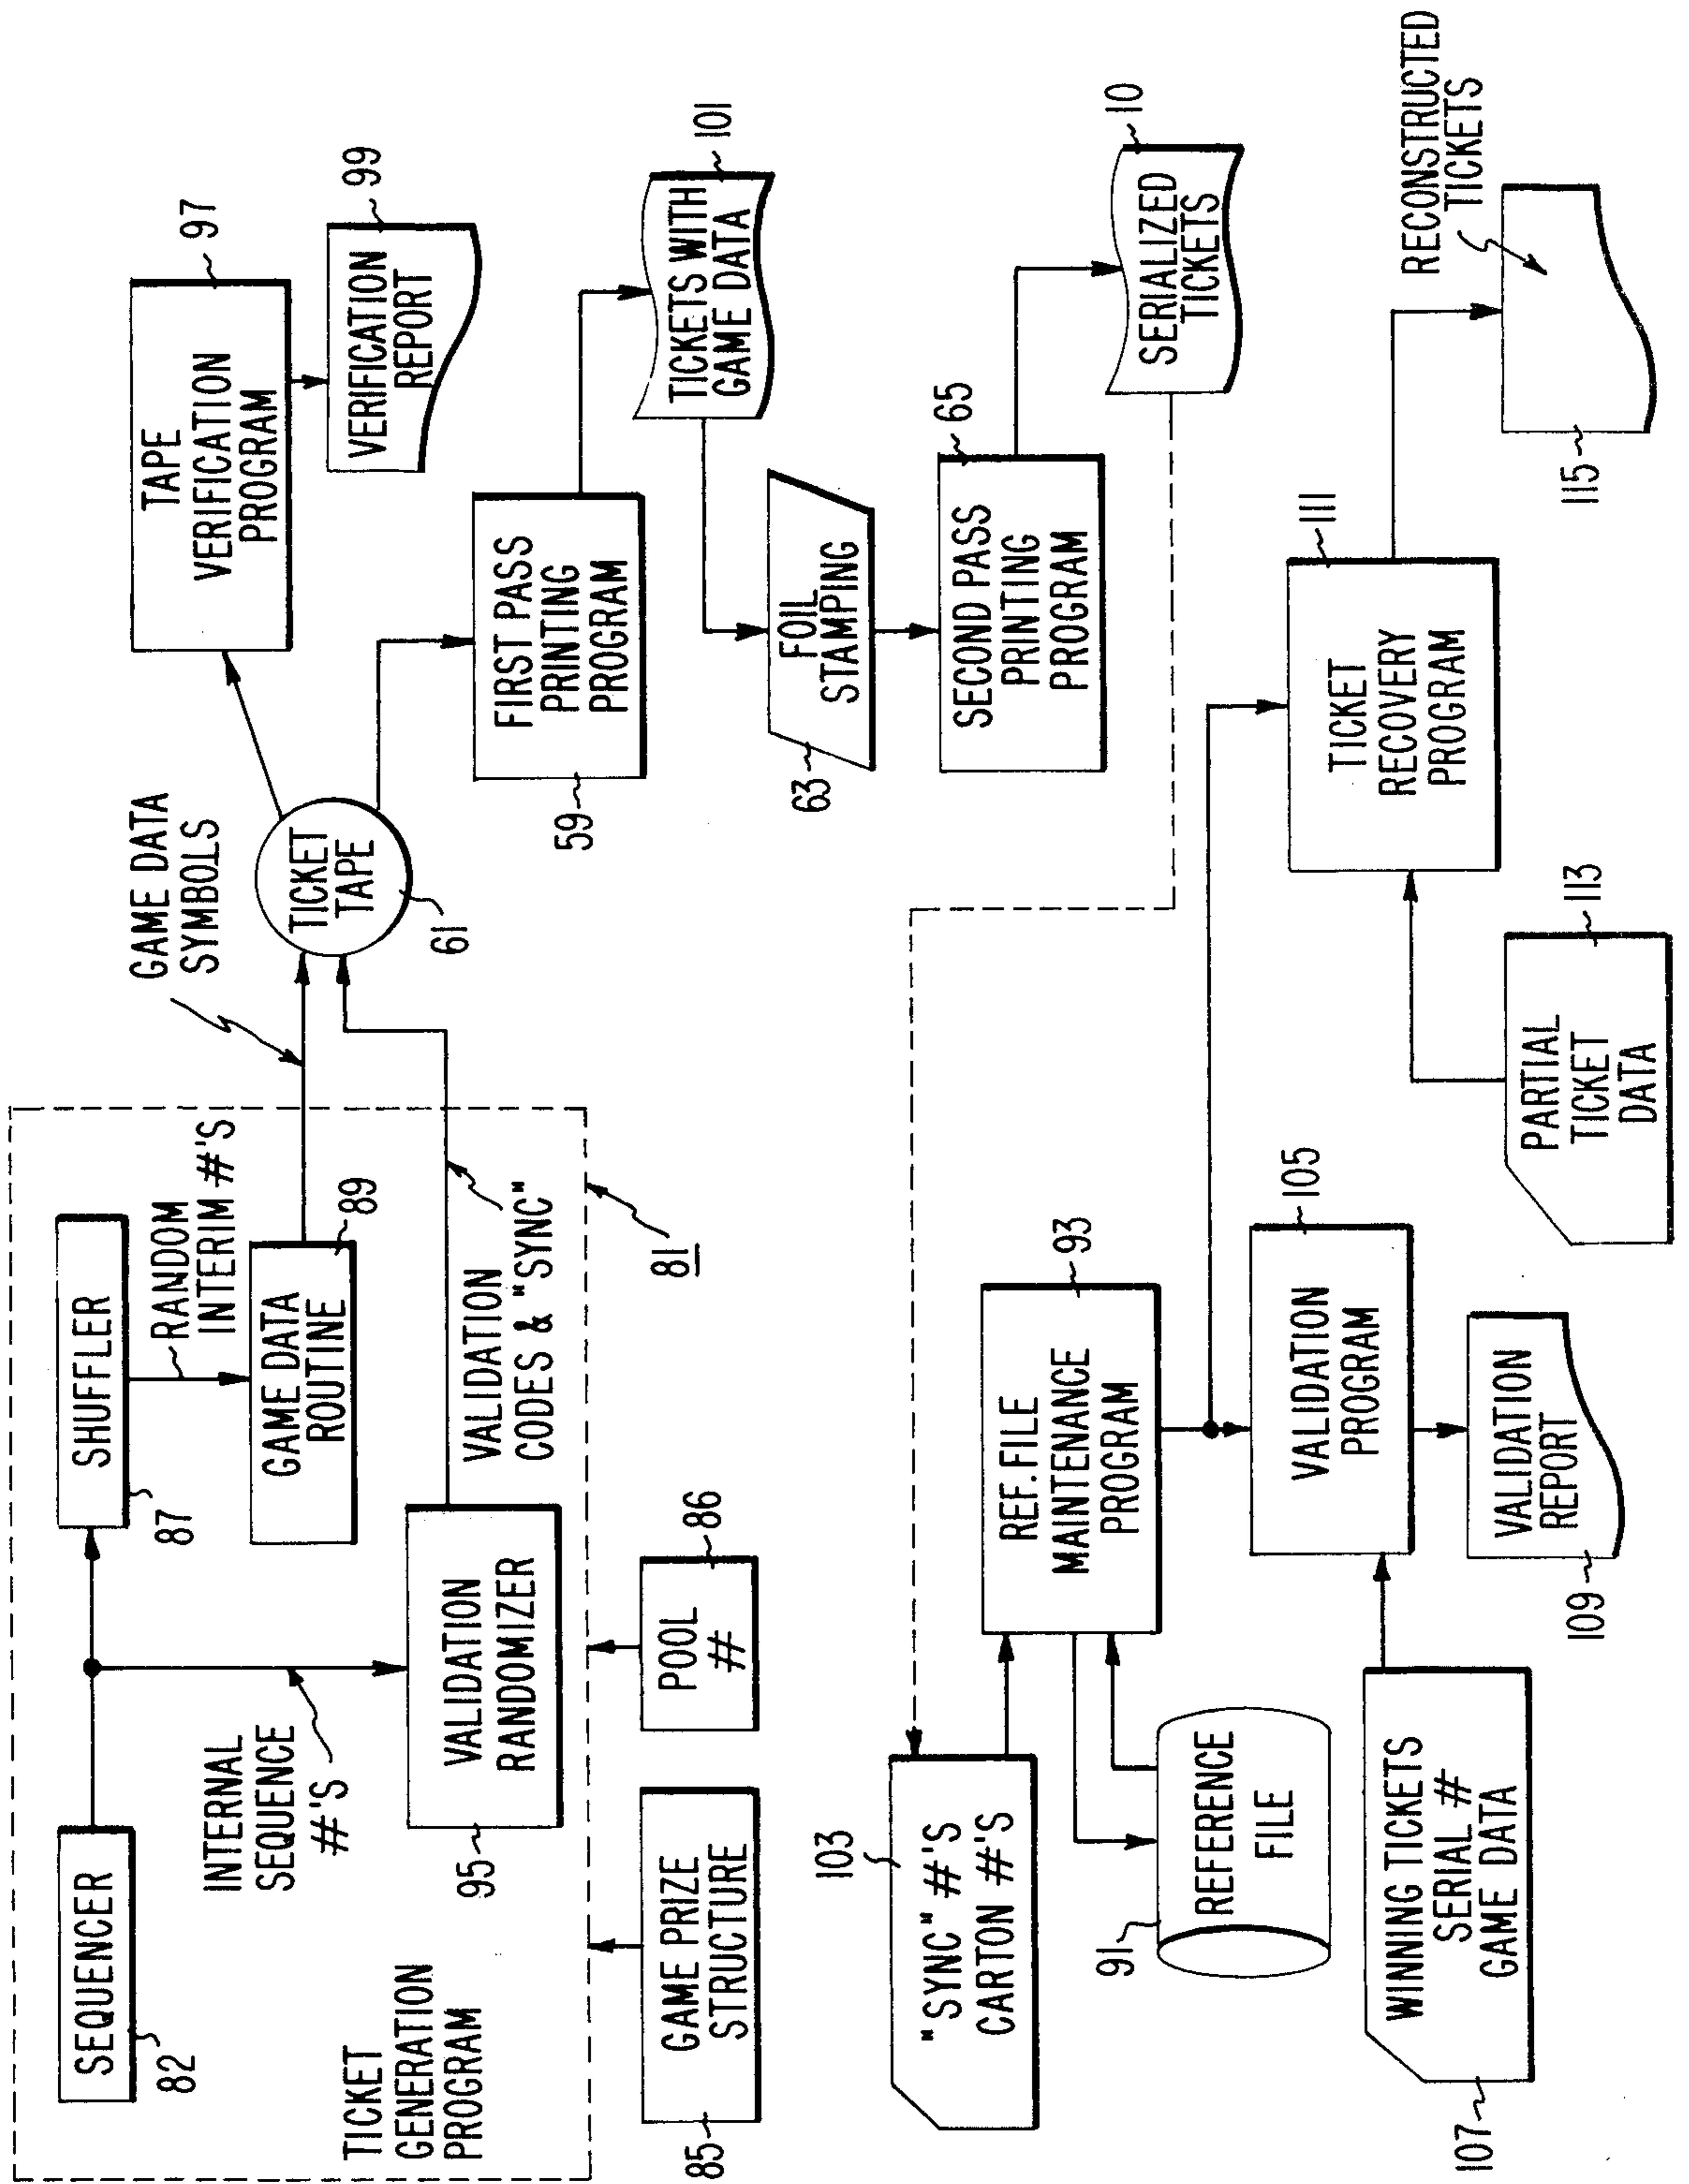 SEQUENCER
82
INTERNAL
SEQUENCE
#'S
SHUFFLER
87
RANDOM
INTERIM #'S
GAME DATA
ROUTINE
89
VALIDATION
RANDOMIZER
95
VALIDATION
CODES & "SYNC"
TICKET
GENERATION
PROGRAM
81
GAME PRIZE
STRUCTURE
85
POOL
#
86
GAME DATA
SYMBOLS
TICKET
TAPE
61
TAPE
VERIFICATION
PROGRAM
97
VERIFICATION
REPORT
99
FIRST PASS
PRINTING
PROGRAM
59
TICKETS WITH
GAME DATA
101
FOIL
STAMPING
63
SECOND PASS
PRINTING
PROGRAM
65
SERIALIZED
TICKETS
10
"SYNC" #'S
CARTON #'S
103
REF. FILE
MAINTENANCE
PROGRAM
93
REFERENCE
FILE
91
WINNING TICKETS
SERIAL #
GAME DATA
107
VALIDATION
PROGRAM
105
VALIDATION
REPORT
109
PARTIAL
TICKET
DATA
113
TICKET
RECOVERY
PROGRAM
111
RECONSTRUCTED
TICKETS
115